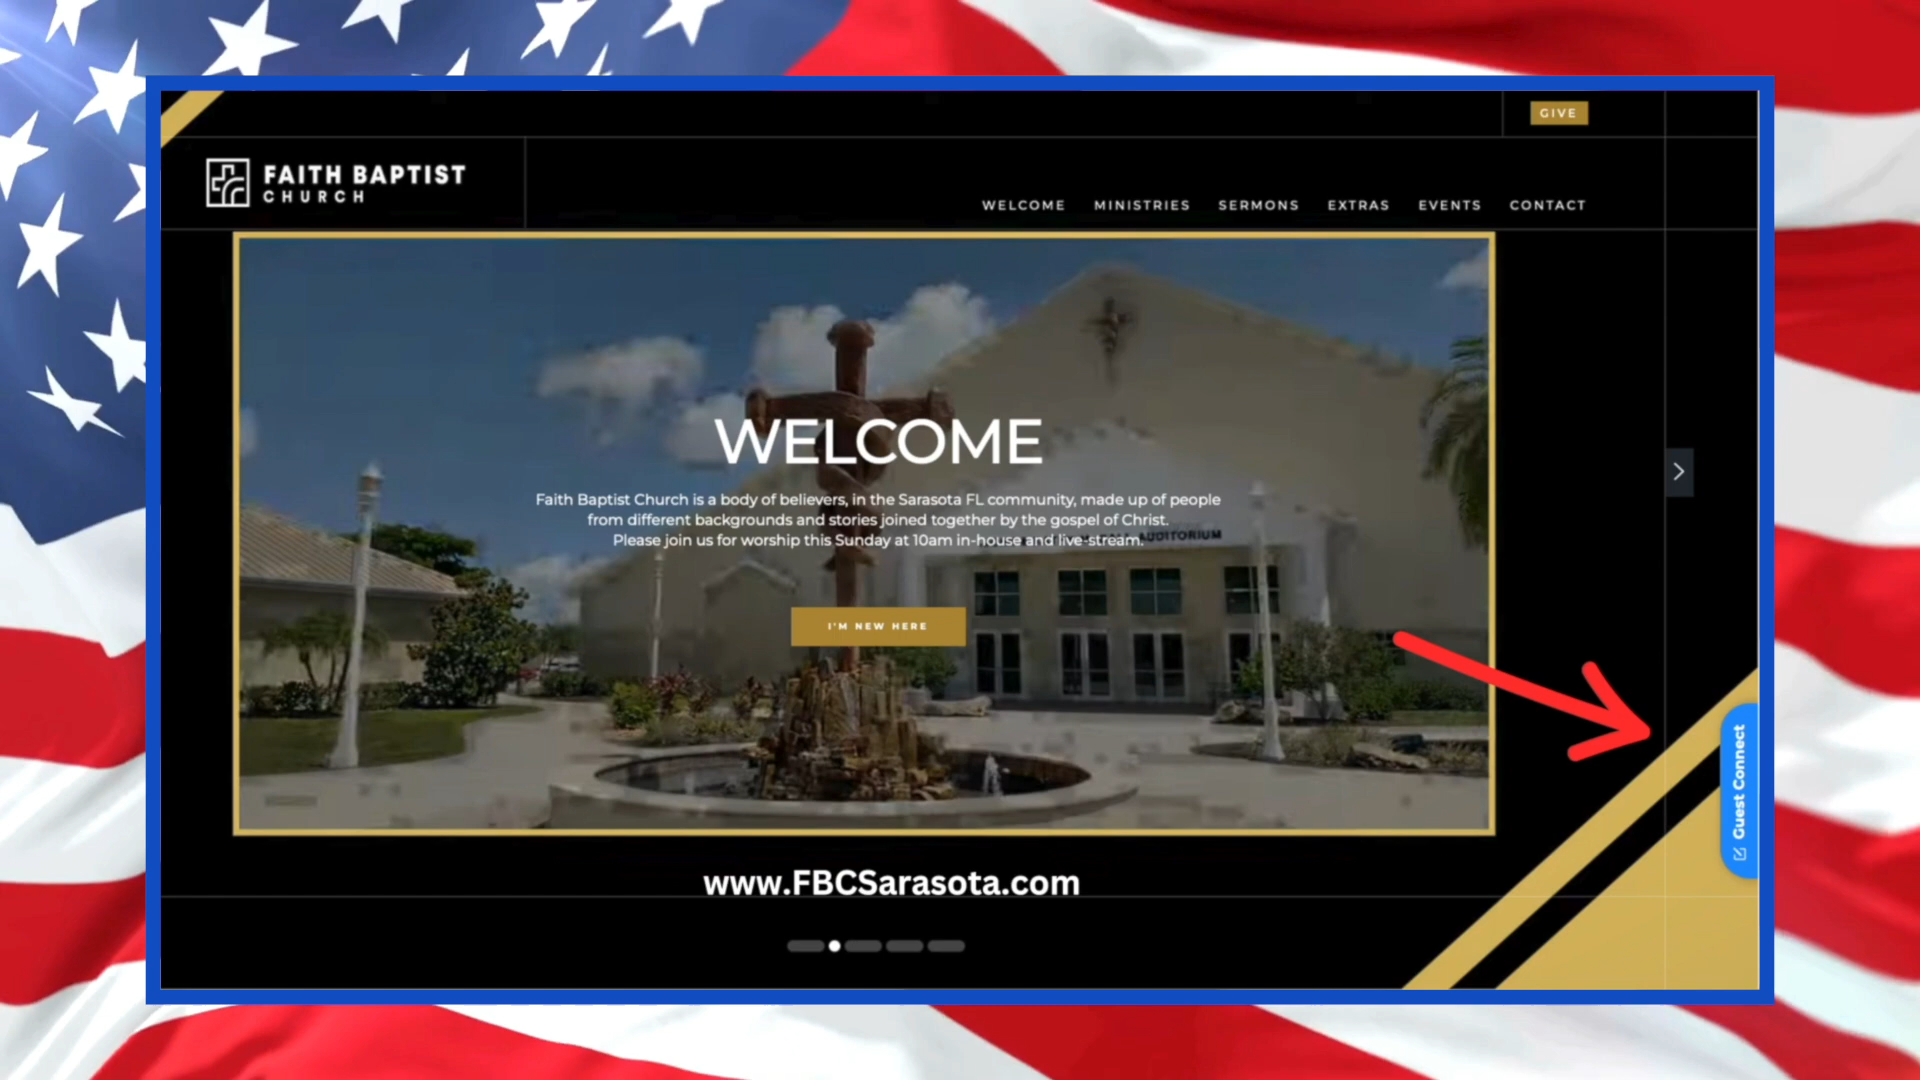 GIVE
FAITH BAPTIST
CHURCH
WELCOME MINISTRIES SERMONS EXTRAS EVENTS CONTACT
WELCOME
Faith Baptist Church is a body of believers, in the Sarasota FL community, made up of people
from different backgrounds and stories joined together by the gospel of Christ.
Please join us for worship this Sunday at 10am in-house and live-stream.
AUDITORIUM
I'M NEW HERE
Guest Connect
www.FBCSarasota.com